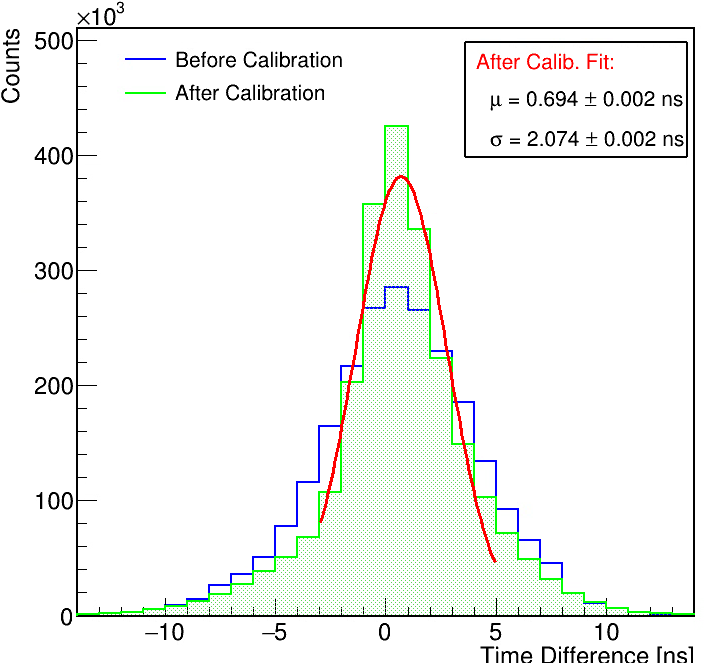 ×10³
Counts
500
400
300
200
100
0
Before Calibration
After Calibration
After Calib. Fit:
μ = 0.694 ± 0.002 ns
σ = 2.074 ± 0.002 ns
−10 −5 0 5 10
Time Difference [ns]